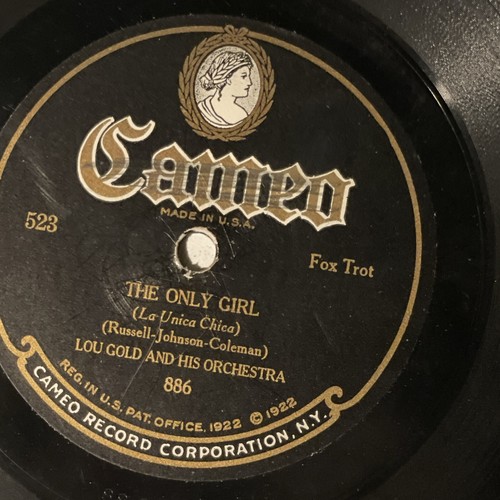 Cameo
MADE IN U.S.A.
523
Fox Trot
THE ONLY GIRL
(La Unica Chica)
(Russell-Johnson-Coleman)
LOU GOLD AND HIS ORCHESTRA
886
REG. IN U.S. PAT. OFFICE, 1922 © 1922
CAMEO RECORD CORPORATION, N.Y.